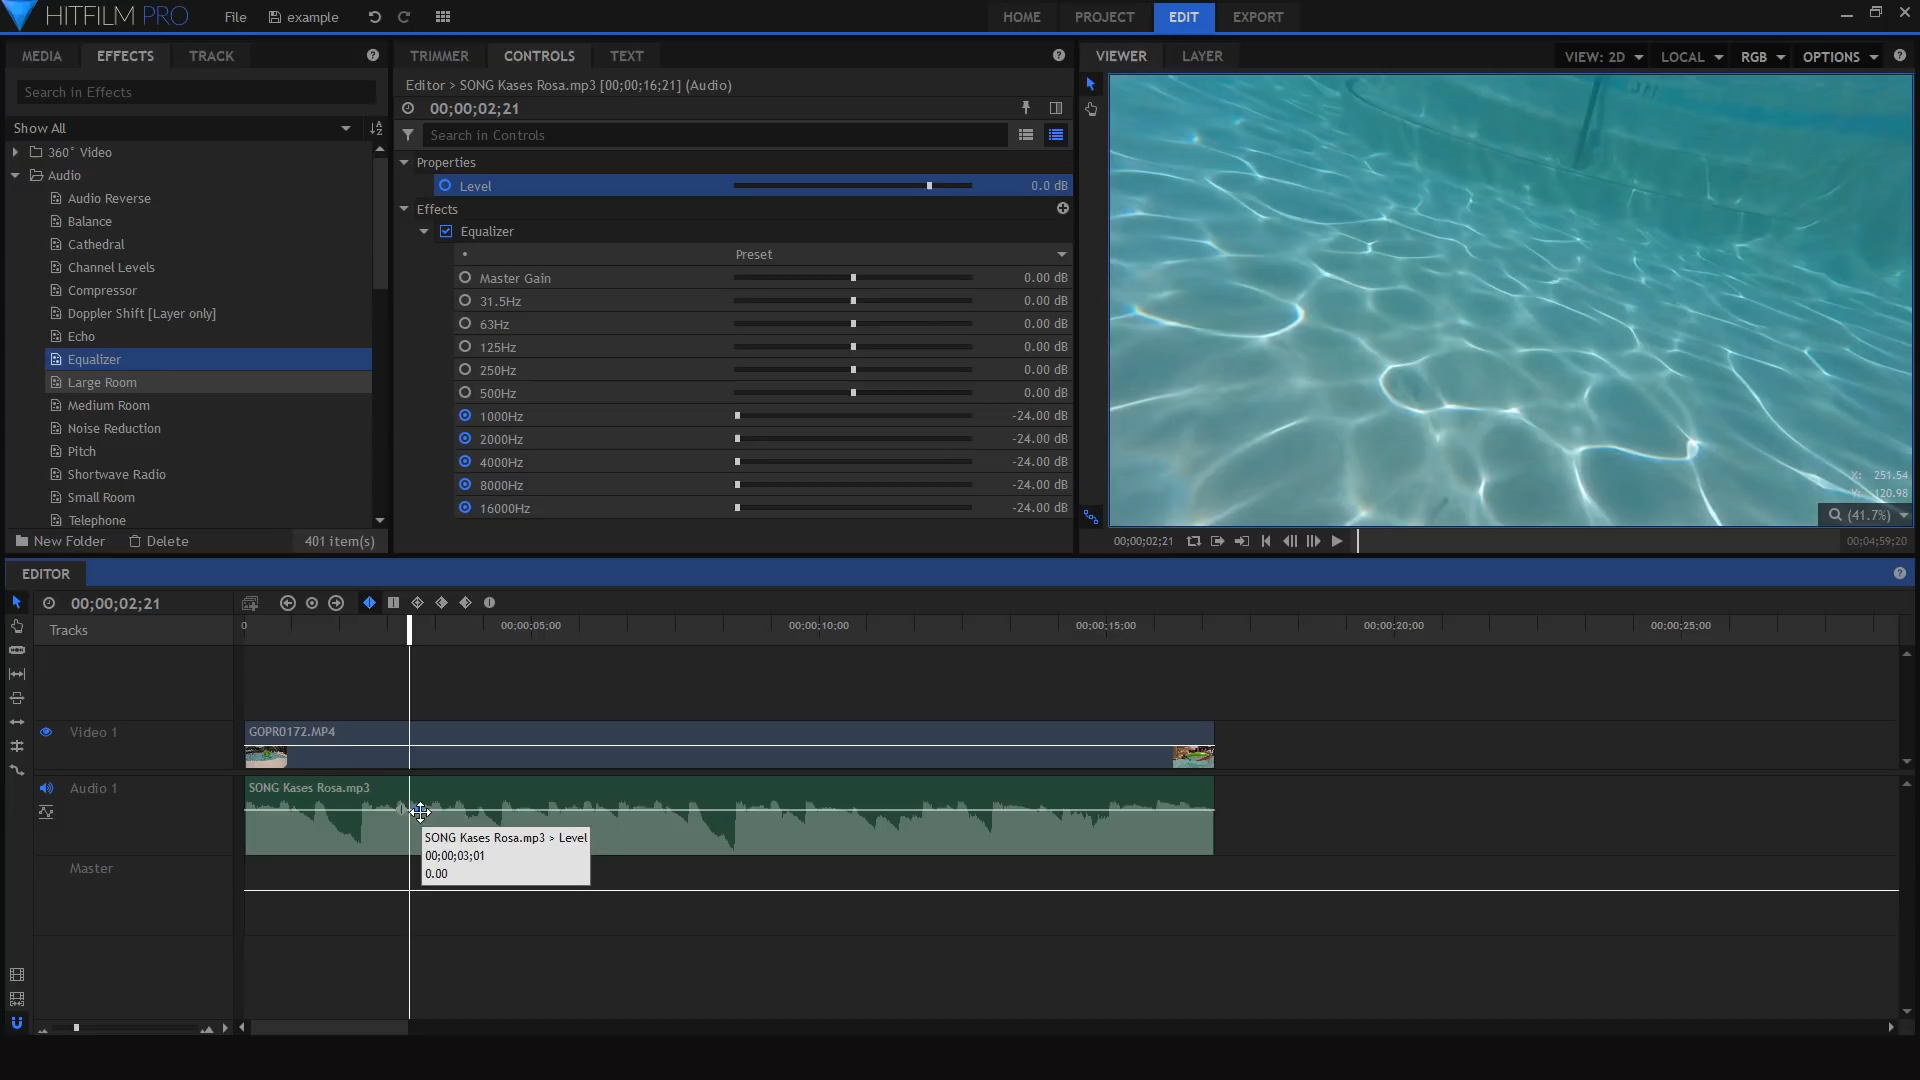 HITFILM PRO
File
example
HOME
PROJECT
EDIT
EXPORT
MEDIA
EFFECTS
TRACK
Search in Effects
Show All
360° Video
Audio
Audio Reverse
Balance
Cathedral
Channel Levels
Compressor
Doppler Shift [Layer only]
Echo
Equalizer
Large Room
Medium Room
Noise Reduction
Pitch
Shortwave Radio
Small Room
Telephone
New Folder
Delete
401 item(s)
TRIMMER
CONTROLS
TEXT
Editor > SONG Kases Rosa.mp3 [00;00;16;21] (Audio)
00;00;02;21
Search in Controls
Properties
Level 0.0 dB
Effects
Equalizer
Preset
Master Gain 0.00 dB
31.5Hz 0.00 dB
63Hz 0.00 dB
125Hz 0.00 dB
250Hz 0.00 dB
500Hz 0.00 dB
1000Hz -24.00 dB
2000Hz -24.00 dB
4000Hz -24.00 dB
8000Hz -24.00 dB
16000Hz -24.00 dB
VIEWER
LAYER
VIEW: 2D
LOCAL
RGB
OPTIONS
X: 251.54
Y: 120.98
(41.7%)
00;00;02;21
00;04;59;20
EDITOR
00;00;02;21
Tracks
0
00;00;05;00
00;00;10;00
00;00;15;00
00;00;20;00
00;00;25;00
Video 1
GOPR0172.MP4
Audio 1
SONG Kases Rosa.mp3
SONG Kases Rosa.mp3 > Level
00;00;03;01
0.00
Master